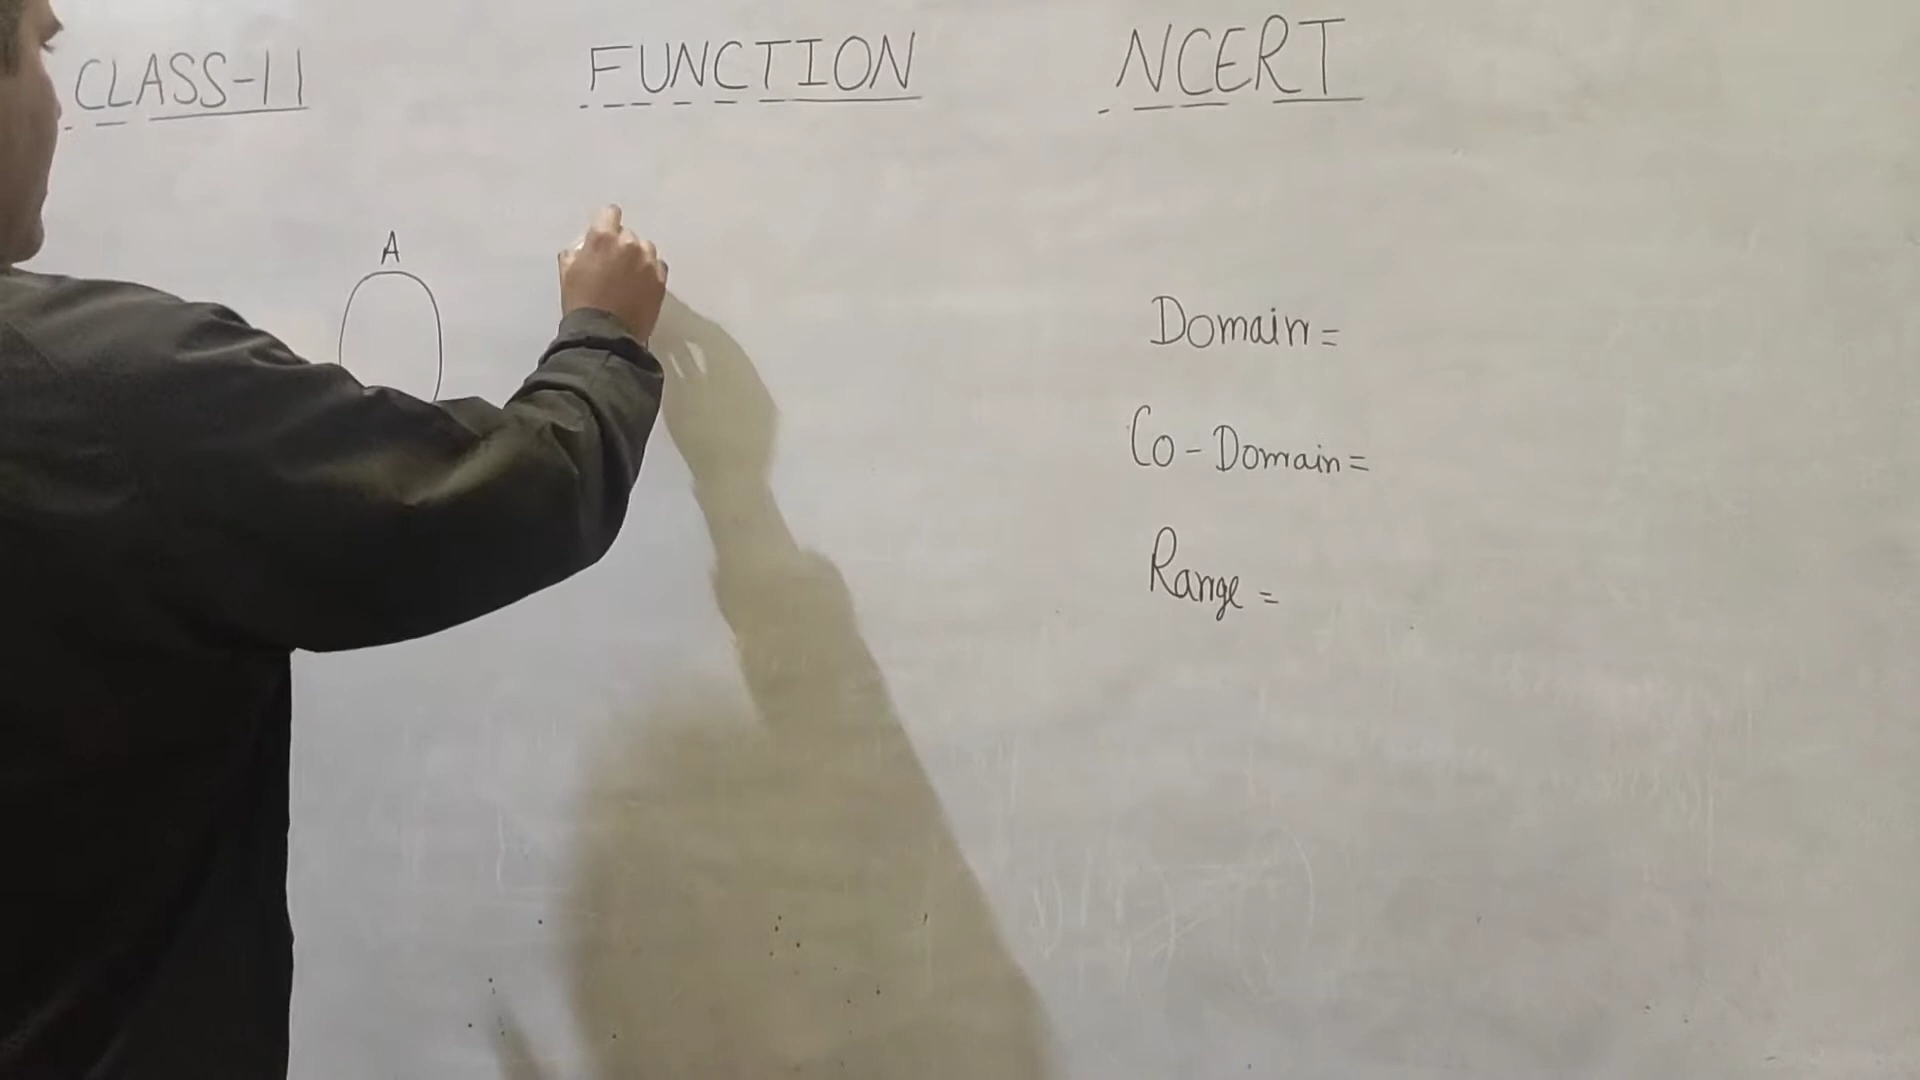 CLASS-11 FUNCTION NCERT
A
Domain =
Co-Domain =
Range =